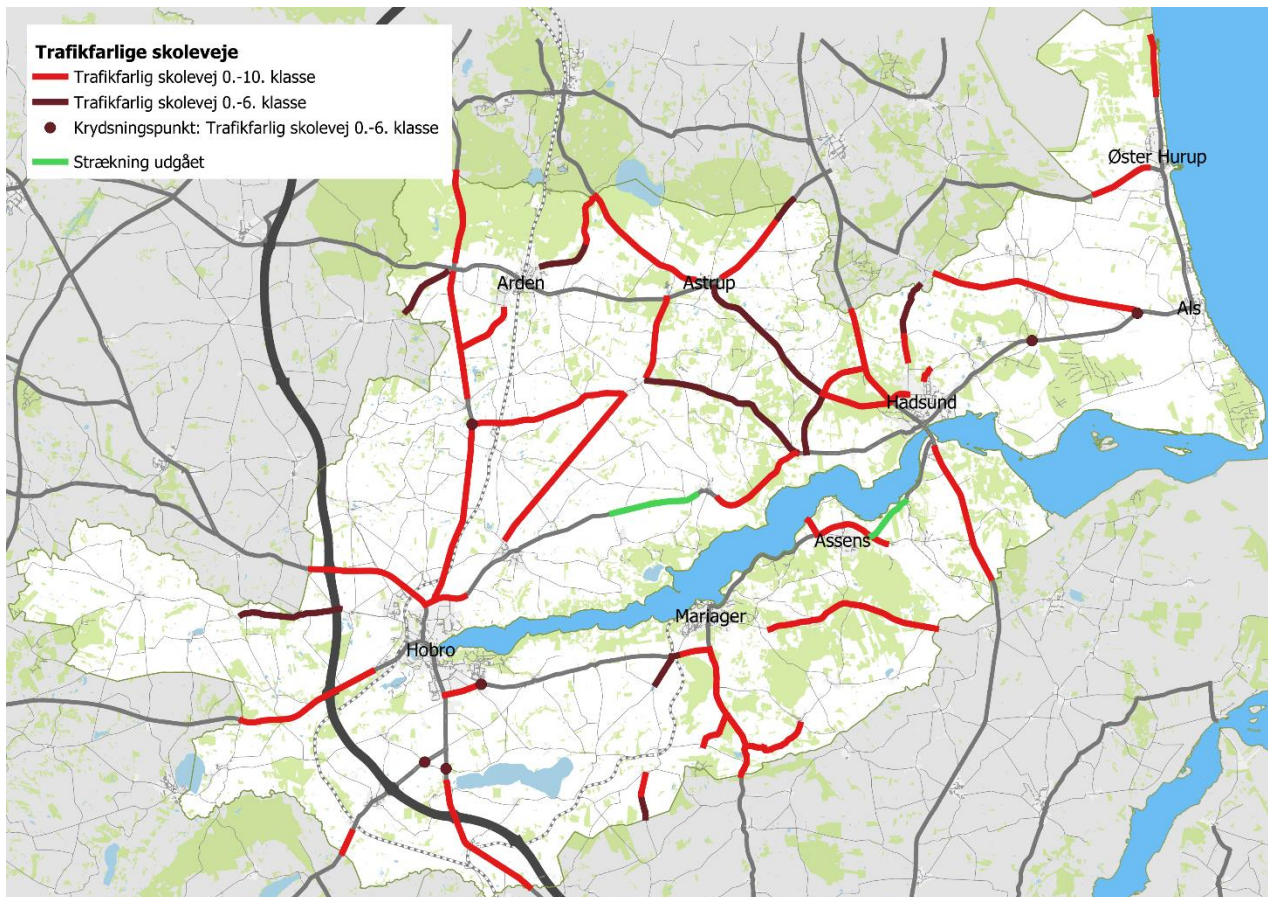 Trafikfarlige skoleveje
Trafikfarlig skolevej 0.-10. klasse
Trafikfarlig skolevej 0.-6. klasse
Krydsningspunkt: Trafikfarlig skolevej 0.-6. klasse
Strækning udgået
Øster Hurup
Arden
Astrup
Als
Hadsund
Assens
Mariager
Hobro